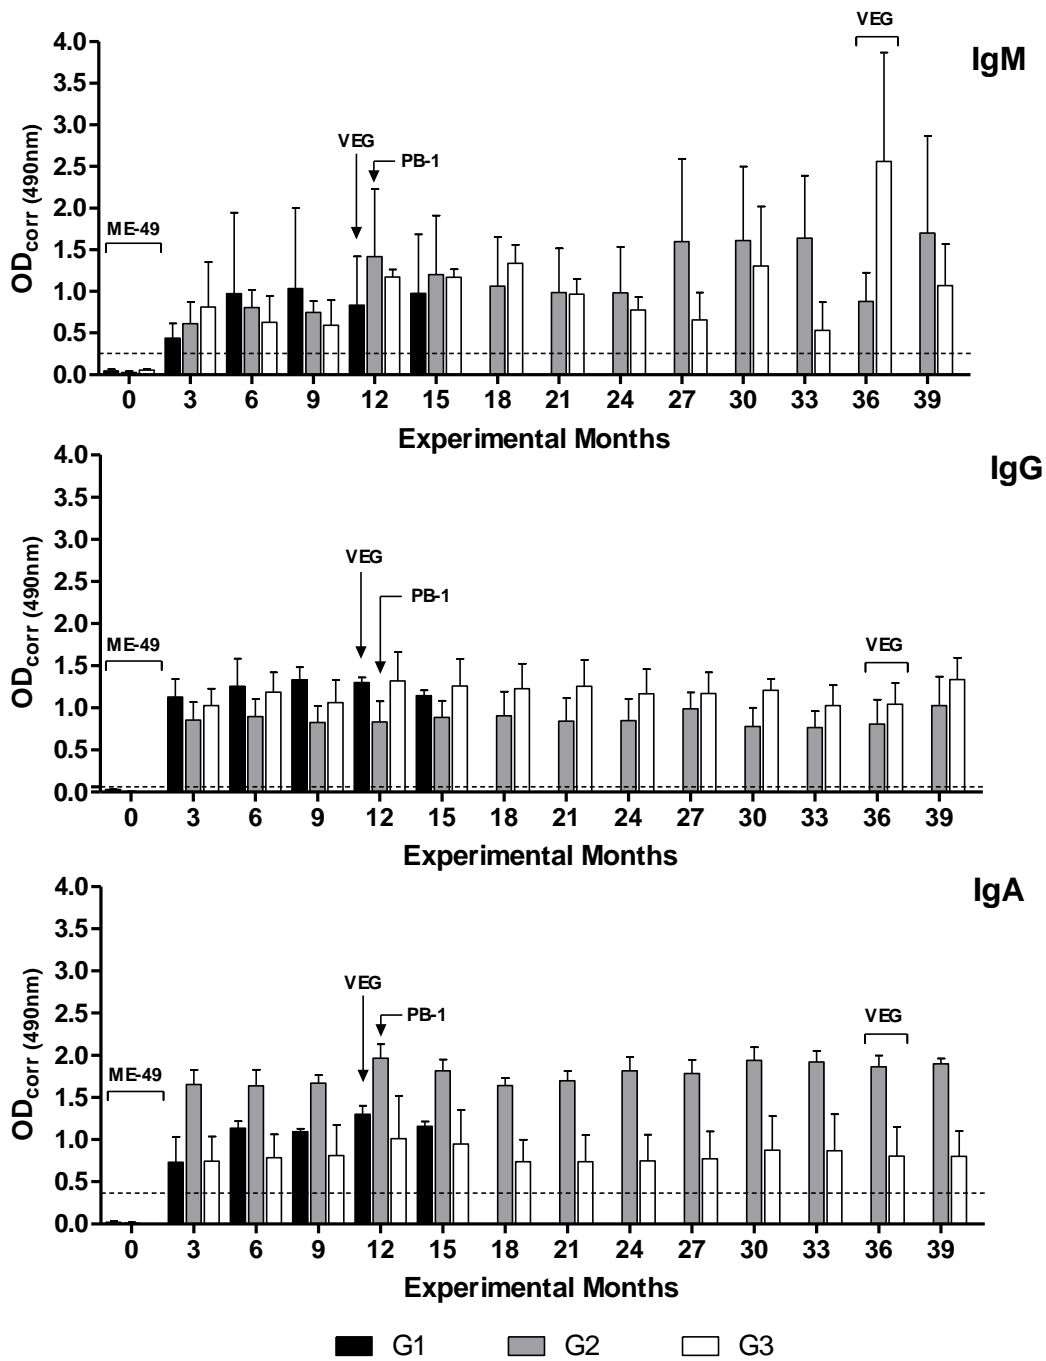 IgM
VEG
4.0
3.5
3.0
2.5
2.0
1.5
1.0
0.5
0.0
ODcorr (490nm)
VEG
PB-1
ME-49
0 3 6 9 12 15 18 21 24 27 30 33 36 39
Experimental Months
IgG
4.0
3.5
3.0
2.5
2.0
1.5
1.0
0.5
0.0
ODcorr (490nm)
VEG
PB-1
ME-49
VEG
0 3 6 9 12 15 18 21 24 27 30 33 36 39
Experimental Months
IgA
4.0
3.5
3.0
2.5
2.0
1.5
1.0
0.5
0.0
ODcorr (490nm)
VEG
PB-1
VEG
ME-49
0 3 6 9 12 15 18 21 24 27 30 33 36 39
Experimental Months
G1 G2 G3